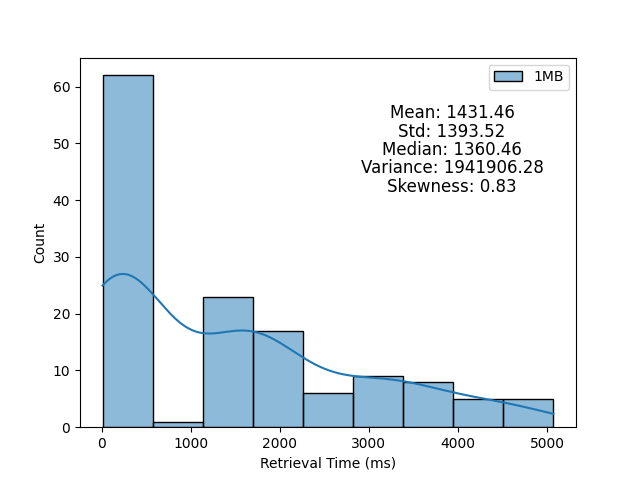 1MB
Mean: 1431.46
Std: 1393.52
Median: 1360.46
Variance: 1941906.28
Skewness: 0.83
60
50
40
30
20
10
0
Count
0 1000 2000 3000 4000 5000
Retrieval Time (ms)